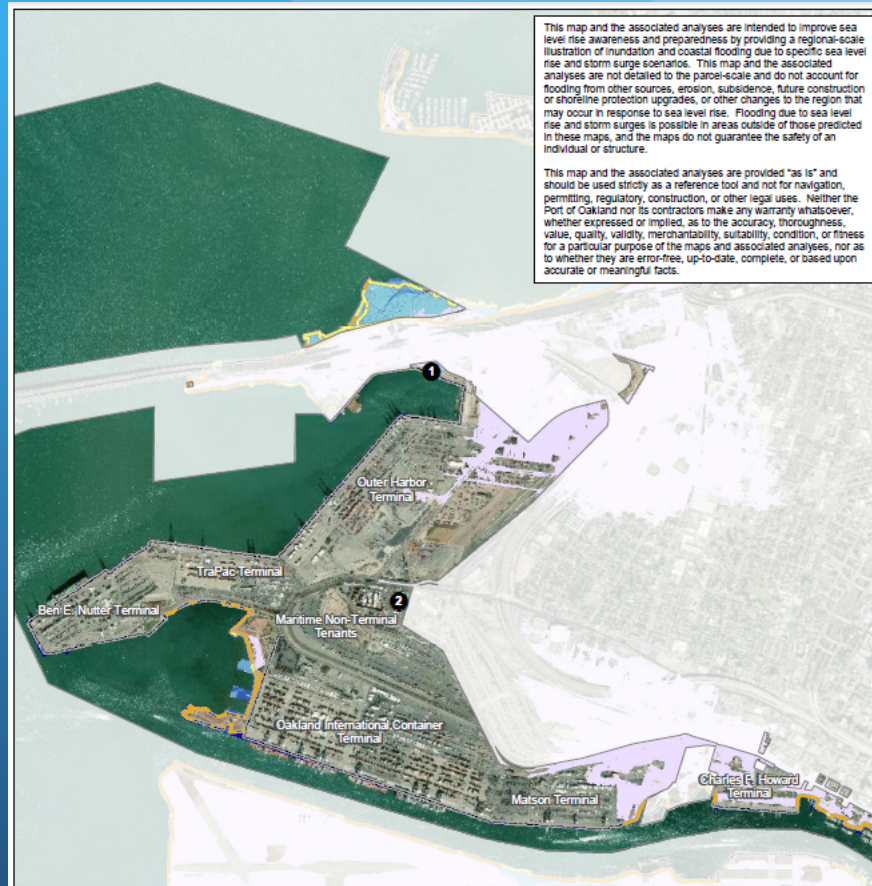 This map and the associated analyses are intended to improve sea
level rise awareness and preparedness by providing a regional-scale
illustration of inundation and coastal flooding due to specific sea level
rise and storm surge scenarios. This map and the associated
analyses are not detailed to the parcel-scale and do not account for
flooding from other sources, erosion, subsidence, future construction
or shoreline protection upgrades, or other changes to the region that
may occur in response to sea level rise. Flooding due to sea level
rise and storm surges is possible in areas outside of those predicted
in these maps, and the maps do not guarantee the safety of an
individual or structure.
This map and the associated analyses are provided "as is" and
should be used strictly as a reference tool and not for navigation,
permitting, regulatory, construction, or other legal uses. Neither the
Port of Oakland nor its contractors make any warranty whatsoever,
whether expressed or implied, as to the accuracy, thoroughness,
value, quality, validity, merchantability, suitability, condition, or fitness
for a particular purpose of the maps and associated analyses, nor as
to whether they are error-free, up-to-date, complete, or based upon
accurate or meaningful facts.
1
Outer Harbor
Terminal
TraPac Terminal
Ben E. Nutter Terminal
2
Maritime Non-Terminal
Tenants
Oakland International Container
Terminal
Matson Terminal
Charles P. Howard
Terminal